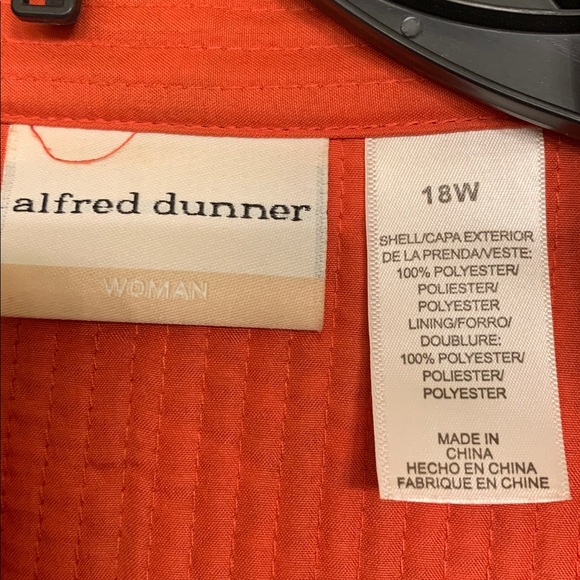 alfred dunner
WOMAN
18W
SHELL/CAPA EXTERIOR
DE LA PRENDA/VESTE:
100% POLYESTER/
POLIESTER/
POLYESTER
LINING/FORRO/
DOUBLURE:
100% POLYESTER/
POLIESTER/
POLYESTER
MADE IN
CHINA
HECHO EN CHINA
FABRIQUE EN CHINE